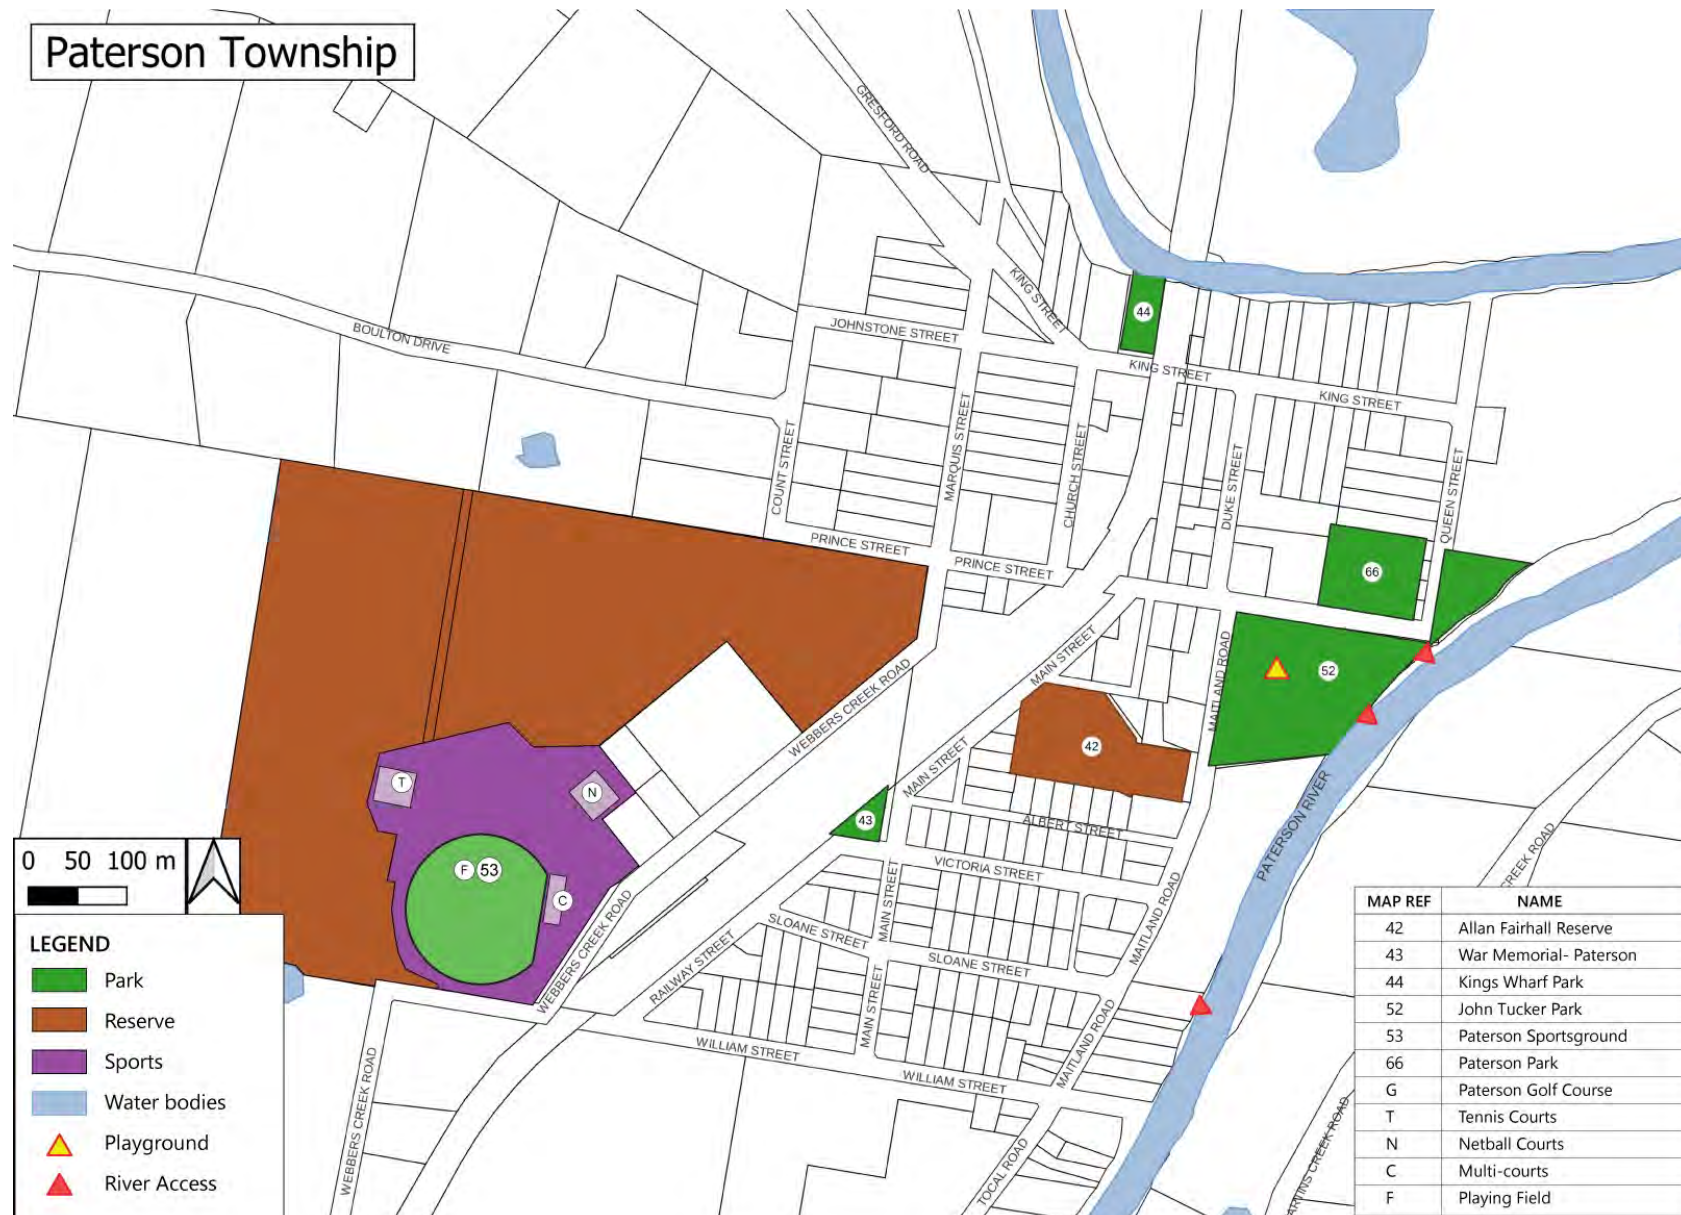 Paterson Township
GRESFORD ROAD
KING STREET
44
JOHNSTONE STREET
BOULTON DRIVE
KING STREET
KING STREET
COUNT STREET
MARQUIS STREET
CHURCH STREET
DUKE STREET
QUEEN STREET
PRINCE STREET
PRINCE STREET
66
MAIN STREET
MAITLAND ROAD
52
WEBBERS CREEK ROAD
42
MAIN STREET
T
N
43
ALBERT STREET
PATERSON RIVER
F
53
VICTORIA STREET
C
MAIN STREET
MAITLAND ROAD
SLOANE STREET
SLOANE STREET
RAILWAY STREET
WEBBERS CREEK ROAD
MAIN STREET
MAITLAND ROAD
WILLIAM STREET
WILLIAM STREET
WEBBERS CREEK ROAD
TOCAL ROAD
CREEK ROAD
CREEK ROAD
0 50 100 m
LEGEND
Park
Reserve
Sports
Water bodies
Playground
River Access
MAP REF NAME
42 Allan Fairhall Reserve
43 War Memorial- Paterson
44 Kings Wharf Park
52 John Tucker Park
53 Paterson Sportsground
66 Paterson Park
G Paterson Golf Course
T Tennis Courts
N Netball Courts
C Multi-courts
F Playing Field